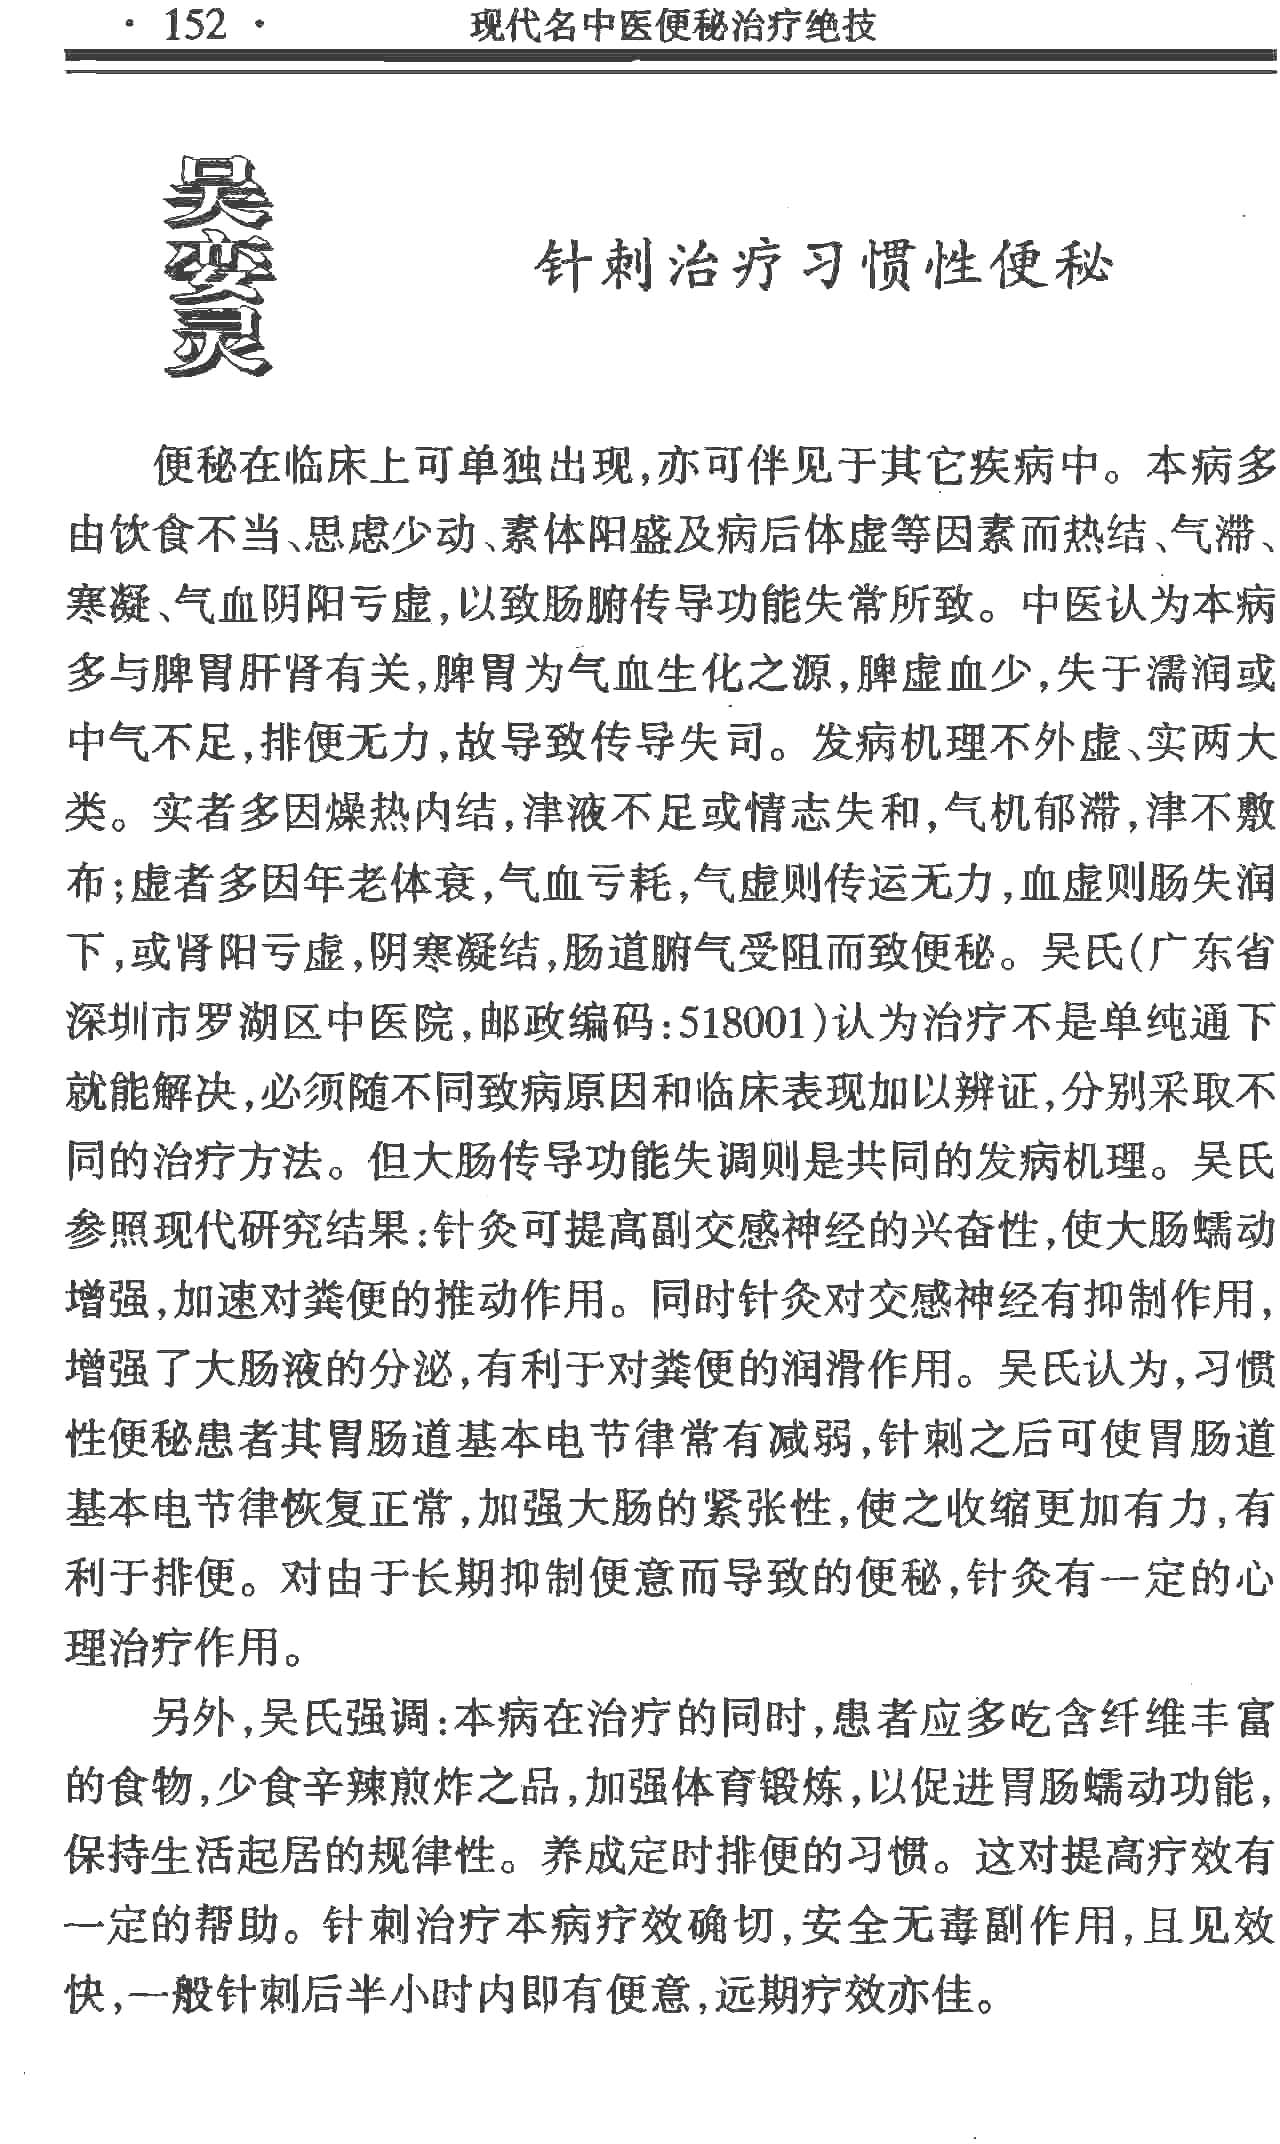 · 152 ·
现代名中医便秘治疗绝技
吴
娈
灵
针刺治疗习惯性便秘
便秘在临床上可单独出现,亦可伴见于其它疾病中。本病多
由饮食不当、思虑少动、素体阳盛及病后体虚等因素而热结、气滞、
寒凝、气血阴阳亏虚,以致肠腑传导功能失常所致。中医认为本病
多与脾胃肝肾有关,脾胃为气血生化之源,脾虚血少,失于濡润或
中气不足,排便无力,故导致传导失司。发病机理不外虚、实两大
类。实者多因燥热内结,津液不足或情志失和,气机郁滞,津不敷
布;虚者多因年老体衰,气血亏耗,气虚则传运无力,血虚则肠失润
下,或肾阳亏虚,阴寒凝结,肠道腑气受阻而致便秘。吴氏(广东省
深圳市罗湖区中医院,邮政编码:518001)认为治疗不是单纯通下
就能解决,必须随不同致病原因和临床表现加以辨证,分别采取不
同的治疗方法。但大肠传导功能失调则是共同的发病机理。吴氏
参照现代研究结果:针灸可提高副交感神经的兴奋性,使大肠蠕动
增强,加速对粪便的推动作用。同时针灸对交感神经有抑制作用,
增强了大肠液的分泌,有利于对粪便的润滑作用。吴氏认为,习惯
性便秘患者其胃肠道基本电节律常有减弱,针刺之后可使胃肠道
基本电节律恢复正常,加强大肠的紧张性,使之收缩更加有力,有
利于排便。对由于长期抑制便意而导致的便秘,针灸有一定的心
理治疗作用。
另外,吴氏强调:本病在治疗的同时,患者应多吃含纤维丰富
的食物,少食辛辣煎炸之品,加强体育锻炼,以促进胃肠蠕动功能,
保持生活起居的规律性。养成定时排便的习惯。这对提高疗效有
一定的帮助。针刺治疗本病疗效确切,安全无毒副作用,且见效
快,一般针刺后半小时内即有便意,远期疗效亦佳。